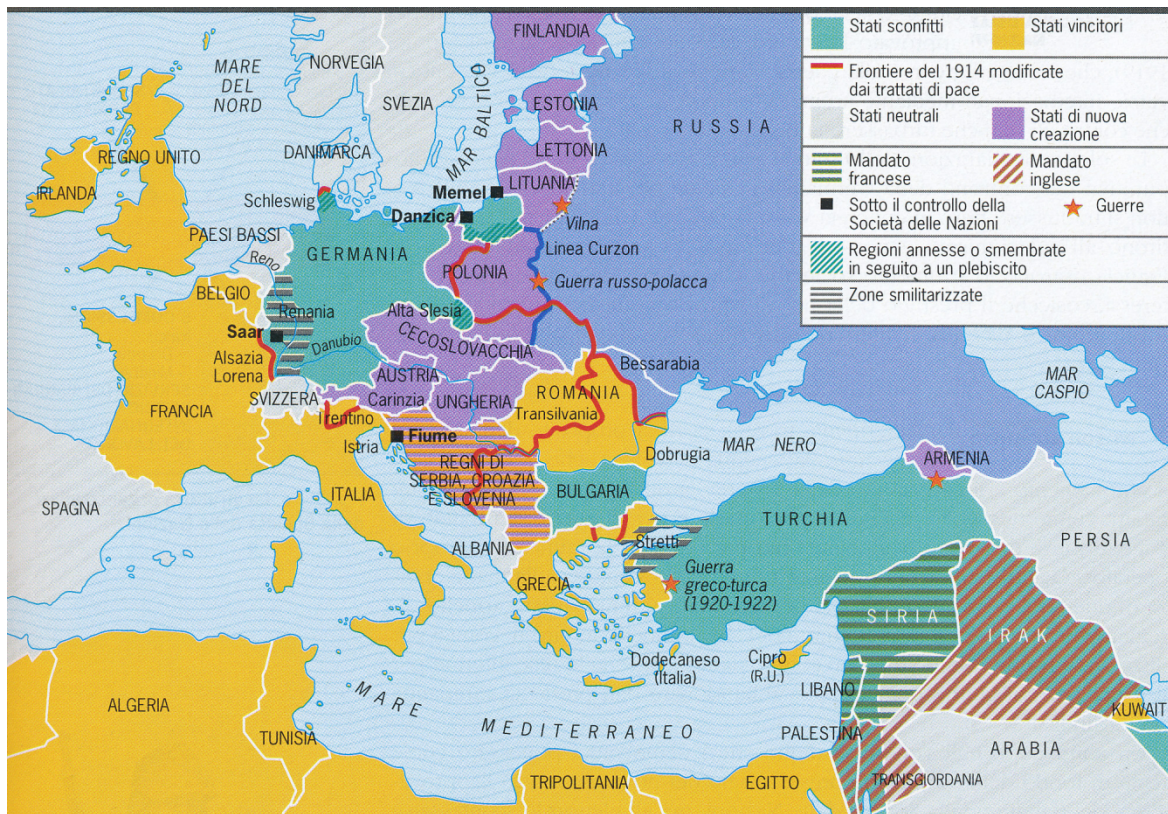 FINLANDIA
NORVEGIA
MARE
DEL
NORD
SVEZIA
MAR BALTICO
ESTONIA
RUSSIA
LETTONIA
DANIMARCA
REGNO UNITO
IRLANDA
LITUANIA
Memel
Schleswig
Danzica
Vilna
PAESI BASSI
Reno
GERMANIA
Linea Curzon
POLONIA
Guerra russo-polacca
BELGIO
Renania
Alta Slesia
Saar
Danubio
CECOSLOVACCHIA
Alsazia
Lorena
Bessarabia
AUSTRIA
Carinzia
UNGHERIA
ROMANIA
Transilvania
SVIZZERA
FRANCIA
Trentino
Istria
Fiume
MAR
CASPIO
MAR NERO
Dobrugia
REGNI DI
SERBIA, CROAZIA
E SLOVENIA
ARMENIA
ITALIA
BULGARIA
SPAGNA
TURCHIA
ALBANIA
Stretti
PERSIA
GRECIA
Guerra
greco-turca
(1920-1922)
SIRIA
IRAK
Dodecaneso
(Italia)
Cipro
(R.U.)
LIBANO
MARE MEDITERRANEO
ALGERIA
TUNISIA
KUWAIT
PALESTINA
ARABIA
TRIPOLITANIA
EGITTO
TRANSGIORDANIA
Stati sconfitti
Stati vincitori
Frontiere del 1914 modificate
dai trattati di pace
Stati neutrali
Stati di nuova
creazione
Mandato
francese
Mandato
inglese
Sotto il controllo della
Società delle Nazioni
Guerre
Regioni annesse o smembrate
in seguito a un plebiscito
Zone smilitarizzate